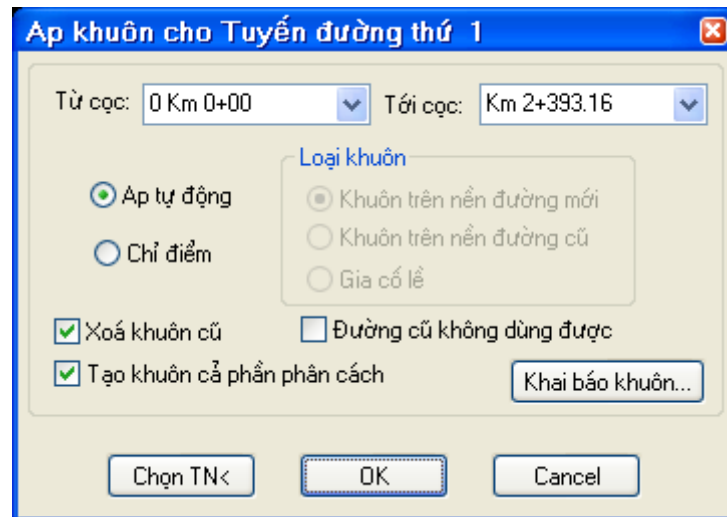 Ap khuôn cho Tuyến đường thứ 1
Từ cọc: 0 Km 0+00 Tới cọc: Km 2+393.16
Loại khuôn
Ap tự động Khuôn trên nền đường mới
Khuôn trên nền đường cũ
Chỉ điểm
Gia cố lề
Xoá khuôn cũ Đường cũ không dùng được
Tạo khuôn cả phần phân cách Khai báo khuôn...
Chọn TN< OK Cancel